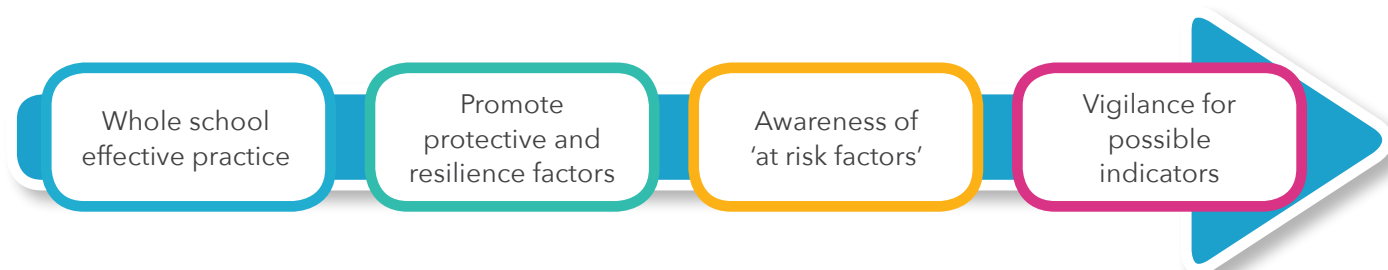 Whole school
effective practice
Promote
protective and
resilience factors
Awareness of
‘at risk factors’
Vigilance for
possible
indicators